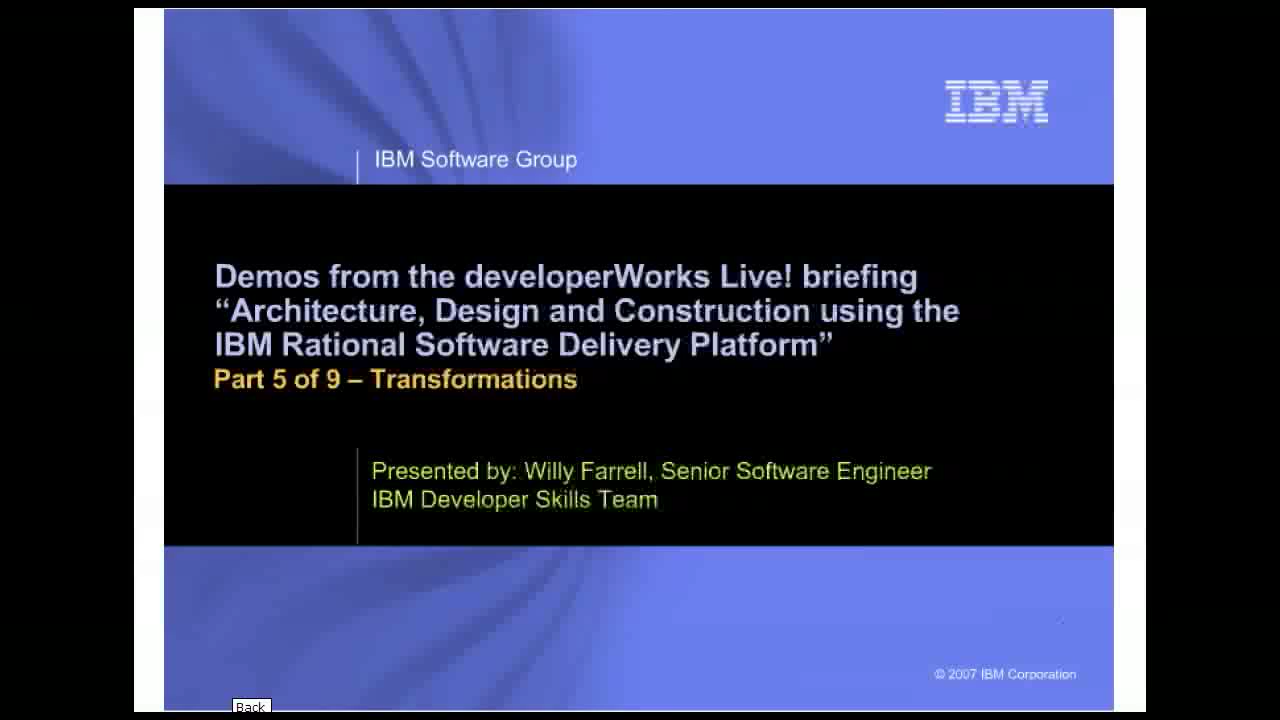 IBM
IBM Software Group
Demos from the developerWorks Live! briefing
“Architecture, Design and Construction using the
IBM Rational Software Delivery Platform”
Part 5 of 9 – Transformations
Presented by: Willy Farrell, Senior Software Engineer
IBM Developer Skills Team
© 2007 IBM Corporation
Back